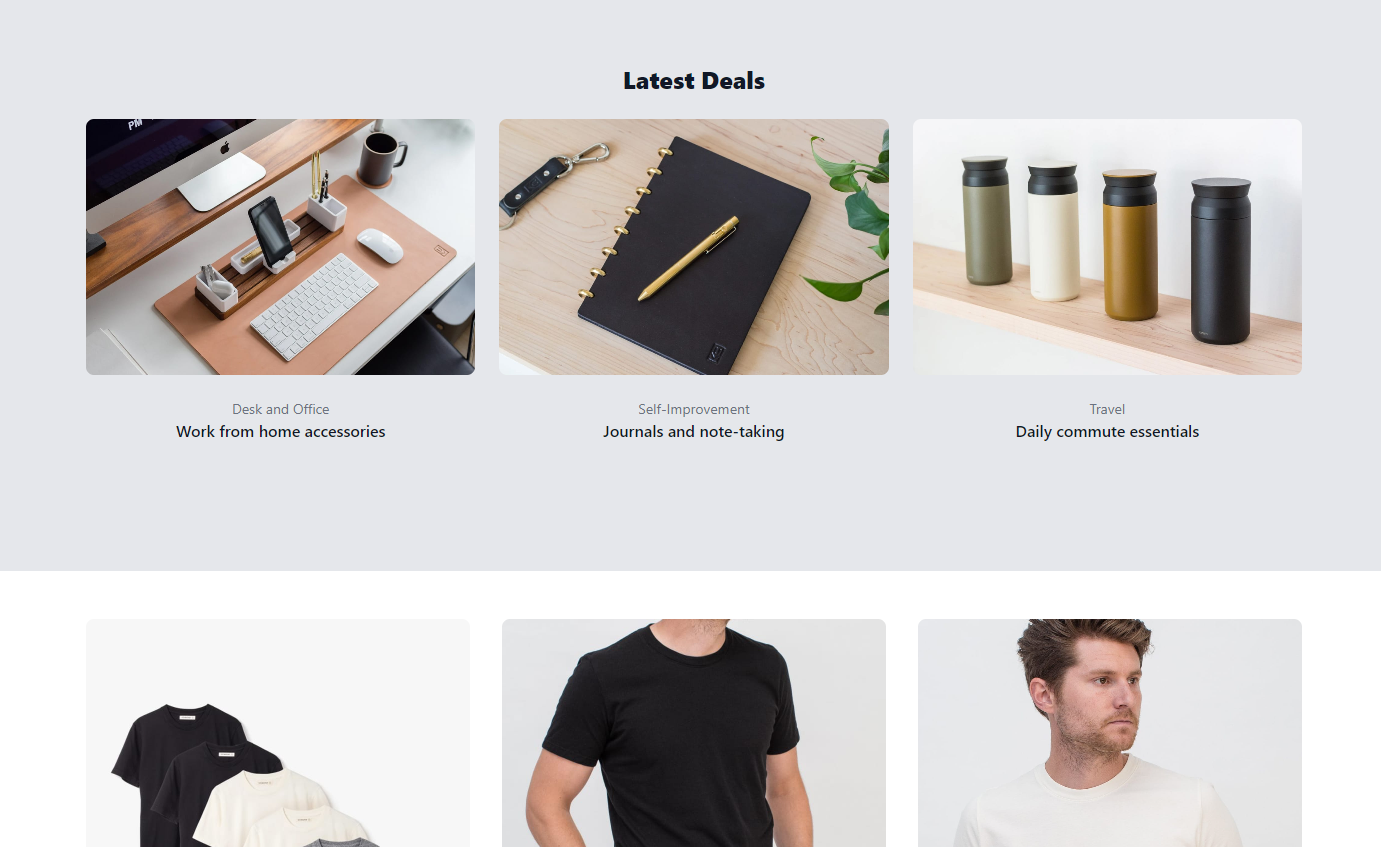 Latest Deals
PM
Desk and Office
Self-Improvement
Travel
Work from home accessories
Journals and note-taking
Daily commute essentials